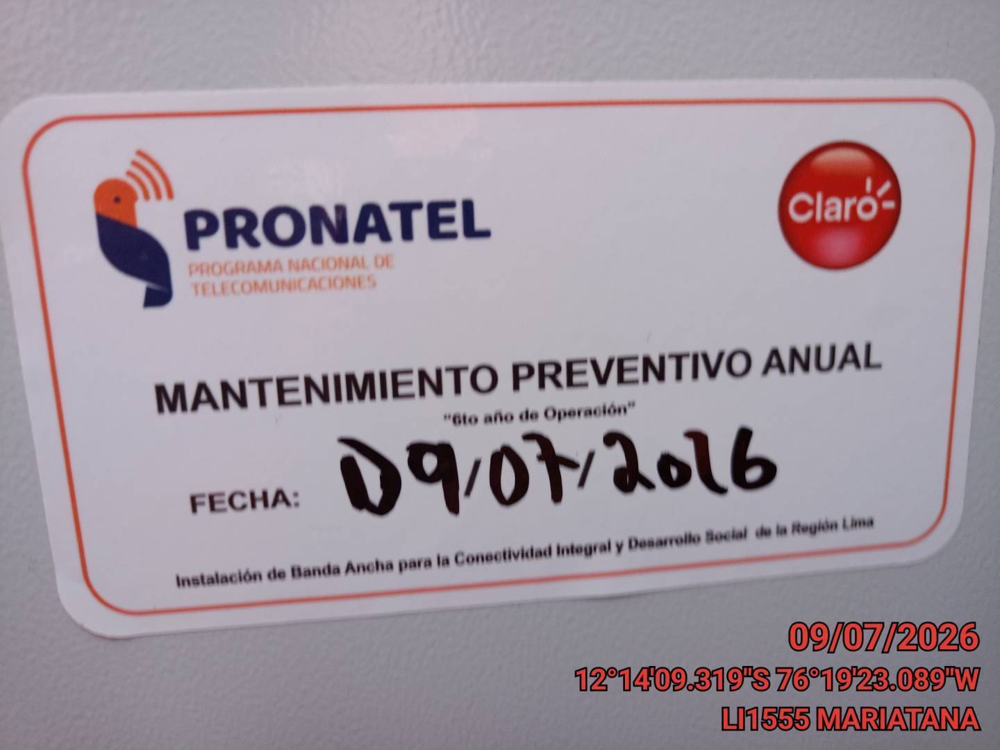 PRONATEL
PROGRAMA NACIONAL DE
TELECOMUNICACIONES
Claro
MANTENIMIENTO PREVENTIVO ANUAL
"6to año de Operación"
FECHA: 09/07/2016
Instalación de Banda Ancha para la Conectividad Integral y Desarrollo Social de la Región Lima
09/07/2026
12°14'09.319"S 76°19'23.089"W
LI1555 MARIATANA